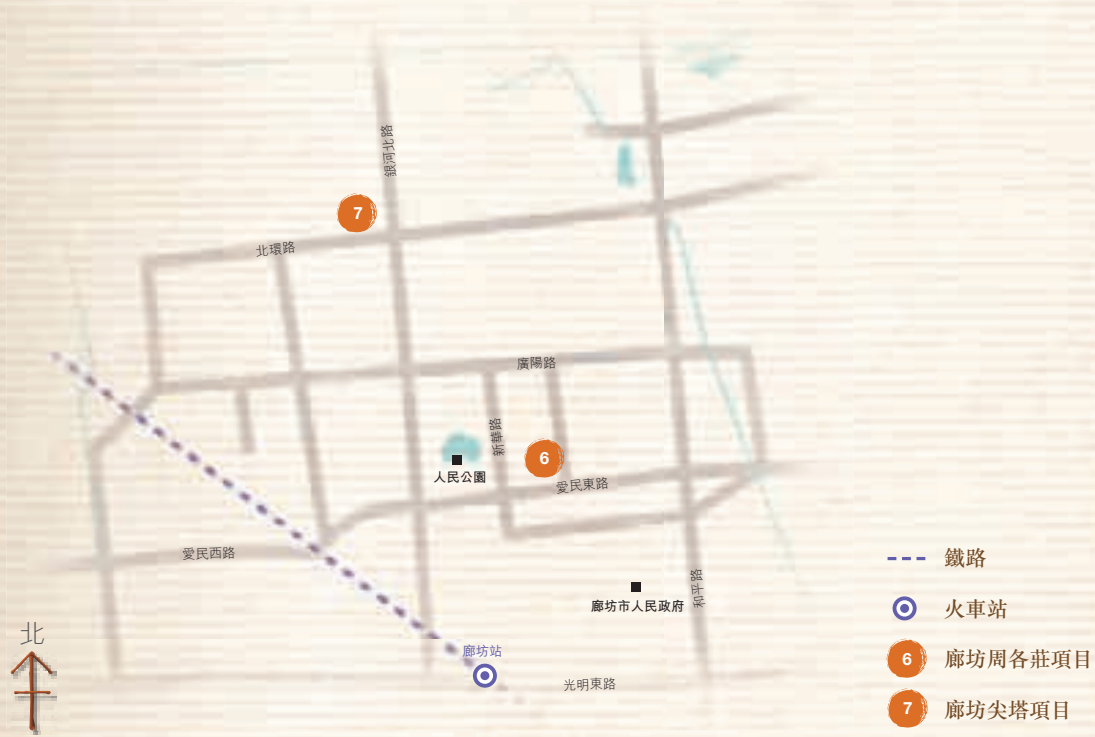 銀河北路
7
北環路
廣陽路
新華路
6
人民公園
愛民東路
愛民西路
鐵路
廊坊市人民政府
和平路
火車站
北
廊坊站
6 廊坊周各莊項目
光明東路
7 廊坊尖塔項目